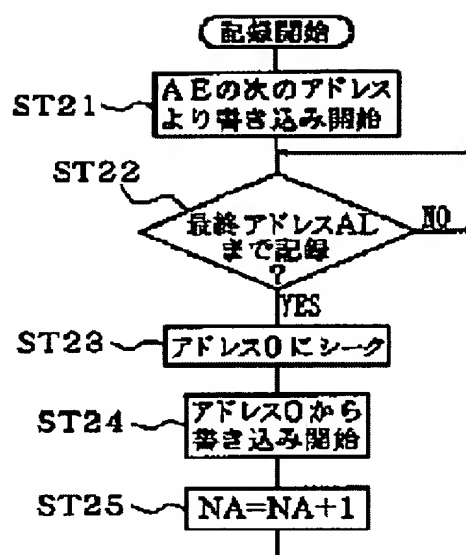 記録開始
ST21
AEの次のアドレス
より書き込み開始
ST22
最終アドレスAL
まで記録
?
NO
YES
ST23
アドレス0にシーク
ST24
アドレス0から
書き込み開始
ST25
NA=NA+1